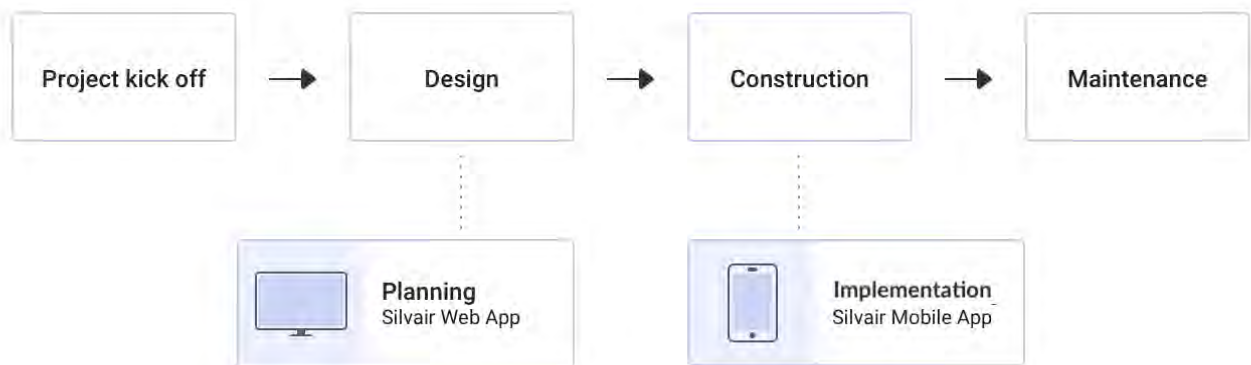 Project kick off
Design
Construction
Maintenance
Planning
Silvair Web App
Implementation
Silvair Mobile App